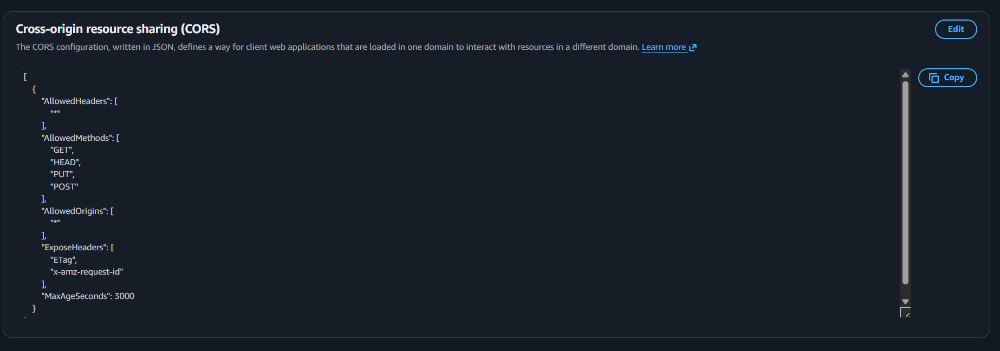 Cross-origin resource sharing (CORS)
Edit
The CORS configuration, written in JSON, defines a way for client web applications that are loaded in one domain to interact with resources in a different domain. Learn more
Copy
[
  {
    "AllowedHeaders": [
      "*"
    ],
    "AllowedMethods": [
      "GET",
      "HEAD",
      "PUT",
      "POST"
    ],
    "AllowedOrigins": [
      "*"
    ],
    "ExposeHeaders": [
      "ETag",
      "x-amz-request-id"
    ],
    "MaxAgeSeconds": 3000
  }